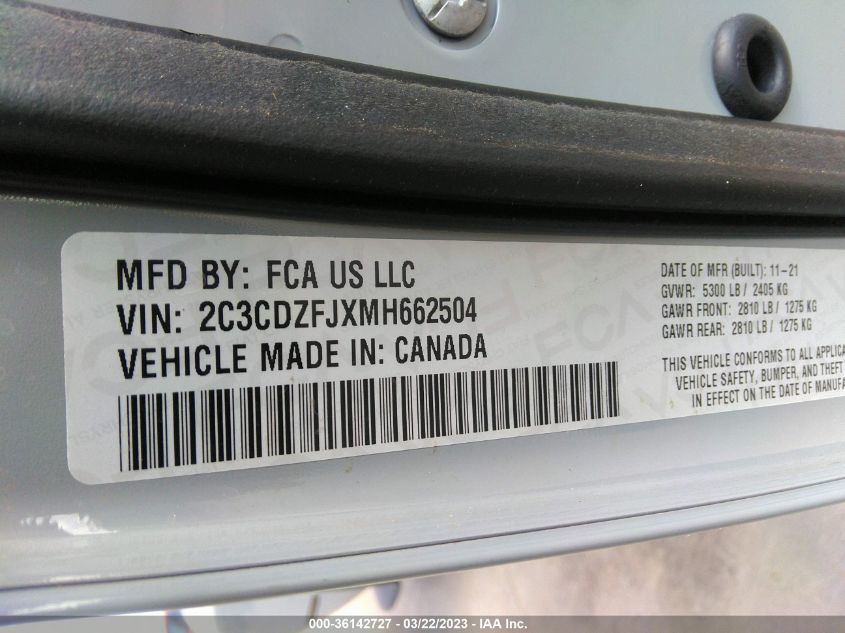 MFD BY: FCA US LLC
VIN: 2C3CDZFJXMH662504
VEHICLE MADE IN: CANADA
DATE OF MFR (BUILT): 11-21
GVWR: 5300 LB / 2405 KG
GAWR FRONT: 2810 LB / 1275 KG
GAWR REAR: 2810 LB / 1275 KG
THIS VEHICLE CONFORMS TO ALL APPLICA
VEHICLE SAFETY, BUMPER, AND THEFT
IN EFFECT ON THE DATE OF MANUFA
000-36142727 - 03/22/2023 - IAA Inc.